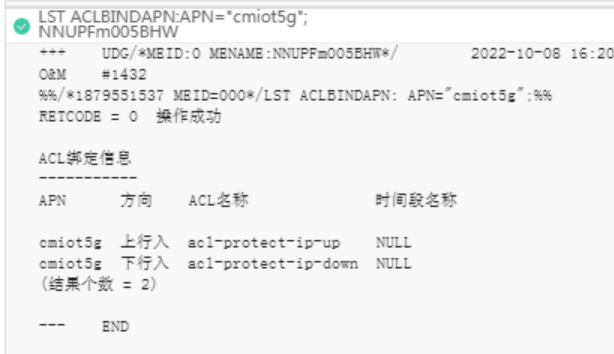 LST ACLBINDAPN:APN="cmiot5g";
NNUPFm005BHW
+++ UDG/*MEID:0 MENAME:NNUPFm005BHW*/ 2022-10-08 16:20
O&M #1432
%%/*1879551537 MEID=000*/LST ACLBINDAPN: APN="cmiot5g";%%
RETCODE = 0 操作成功
ACL绑定信息
-----------
APN 方向 ACL名称 时间段名称
cmiot5g 上行入 acl-protect-ip-up NULL
cmiot5g 下行入 acl-protect-ip-down NULL
(结果个数 = 2)
--- END